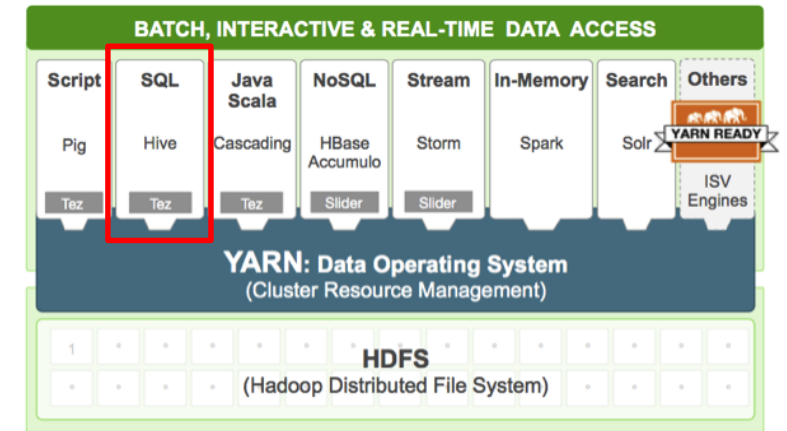 BATCH, INTERACTIVE & REAL-TIME DATA ACCESS
Script
Pig
Tez
SQL
Hive
Tez
Java
Scala
Cascading
Tez
NoSQL
HBase
Accumulo
Slider
Stream
Storm
Slider
In-Memory
Spark
Search
Solr
Others
YARN READY
ISV
Engines
YARN: Data Operating System
(Cluster Resource Management)
1
HDFS
(Hadoop Distributed File System)